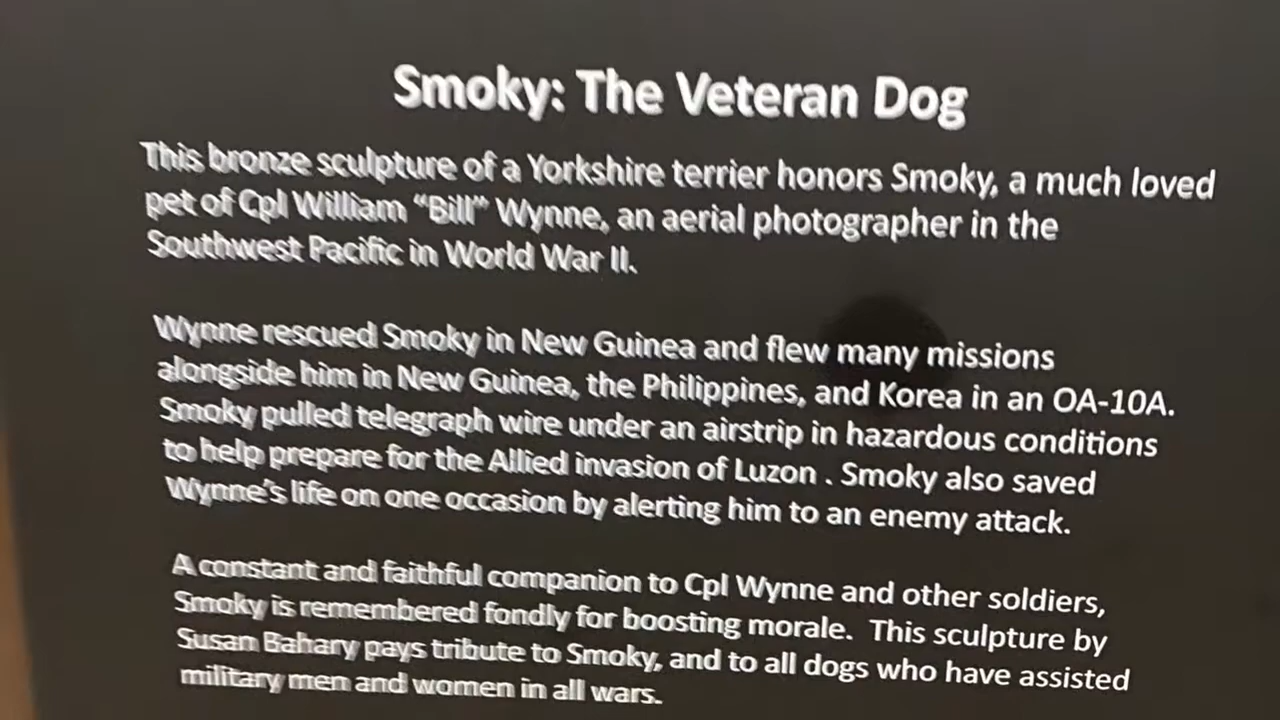 Smoky: The Veteran Dog
This bronze sculpture of a Yorkshire terrier honors Smoky, a much loved
pet of Cpl William “Bill” Wynne, an aerial photographer in the
Southwest Pacific in World War II.
Wynne rescued Smoky in New Guinea and flew many missions
alongside him in New Guinea, the Philippines, and Korea in an OA-10A.
Smoky pulled telegraph wire under an airstrip in hazardous conditions
to help prepare for the Allied invasion of Luzon . Smoky also saved
Wynne’s life on one occasion by alerting him to an enemy attack.
A constant and faithful companion to Cpl Wynne and other soldiers,
Smoky is remembered fondly for boosting morale.  This sculpture by
Susan Bahary pays tribute to Smoky, and to all dogs who have assisted
military men and women in all wars.